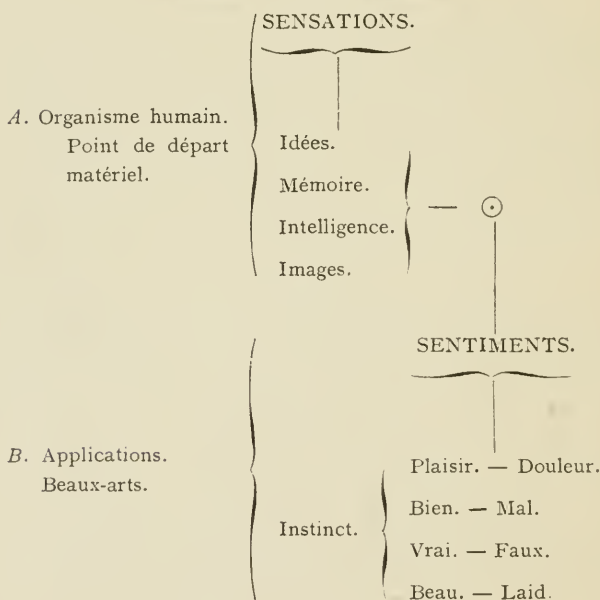 SENSATIONS.
A. Organisme humain.
Point de départ
matériel.
Idées.
Mémoire.
Intelligence.
Images.
SENTIMENTS.
B. Applications.
Beaux-arts.
Instinct.
Plaisir. — Douleur.
Bien. — Mal.
Vrai. — Faux.
Beau. — Laid.